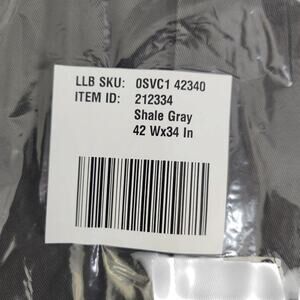 LLB SKU: 0SVC1 42340
ITEM ID: 212334
Shale Gray
42 Wx34 In